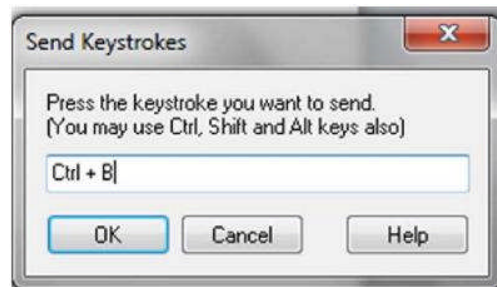 Send Keystrokes
Press the keystroke you want to send.
(You may use Ctrl, Shift and Alt keys also)
Ctrl + B
OK Cancel Help